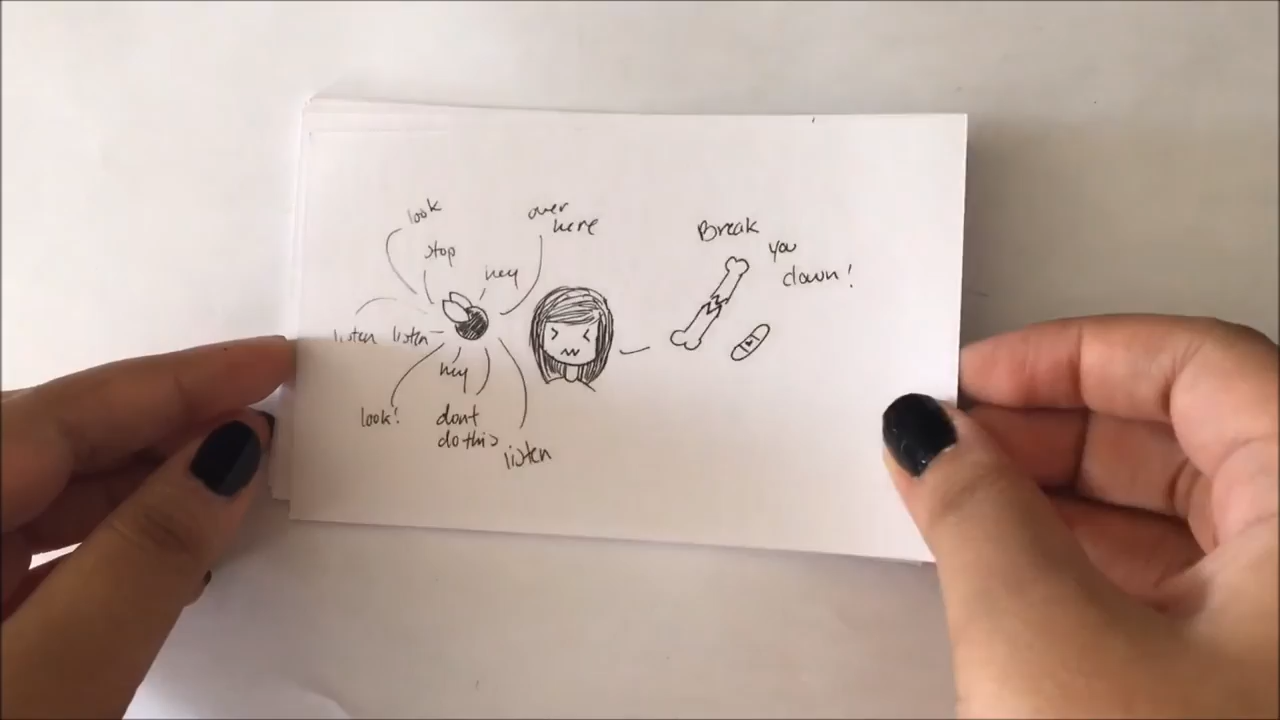 look
over
here
stop
hey
listen listen
hey
look!
dont
do this
listen
Break
you
down!